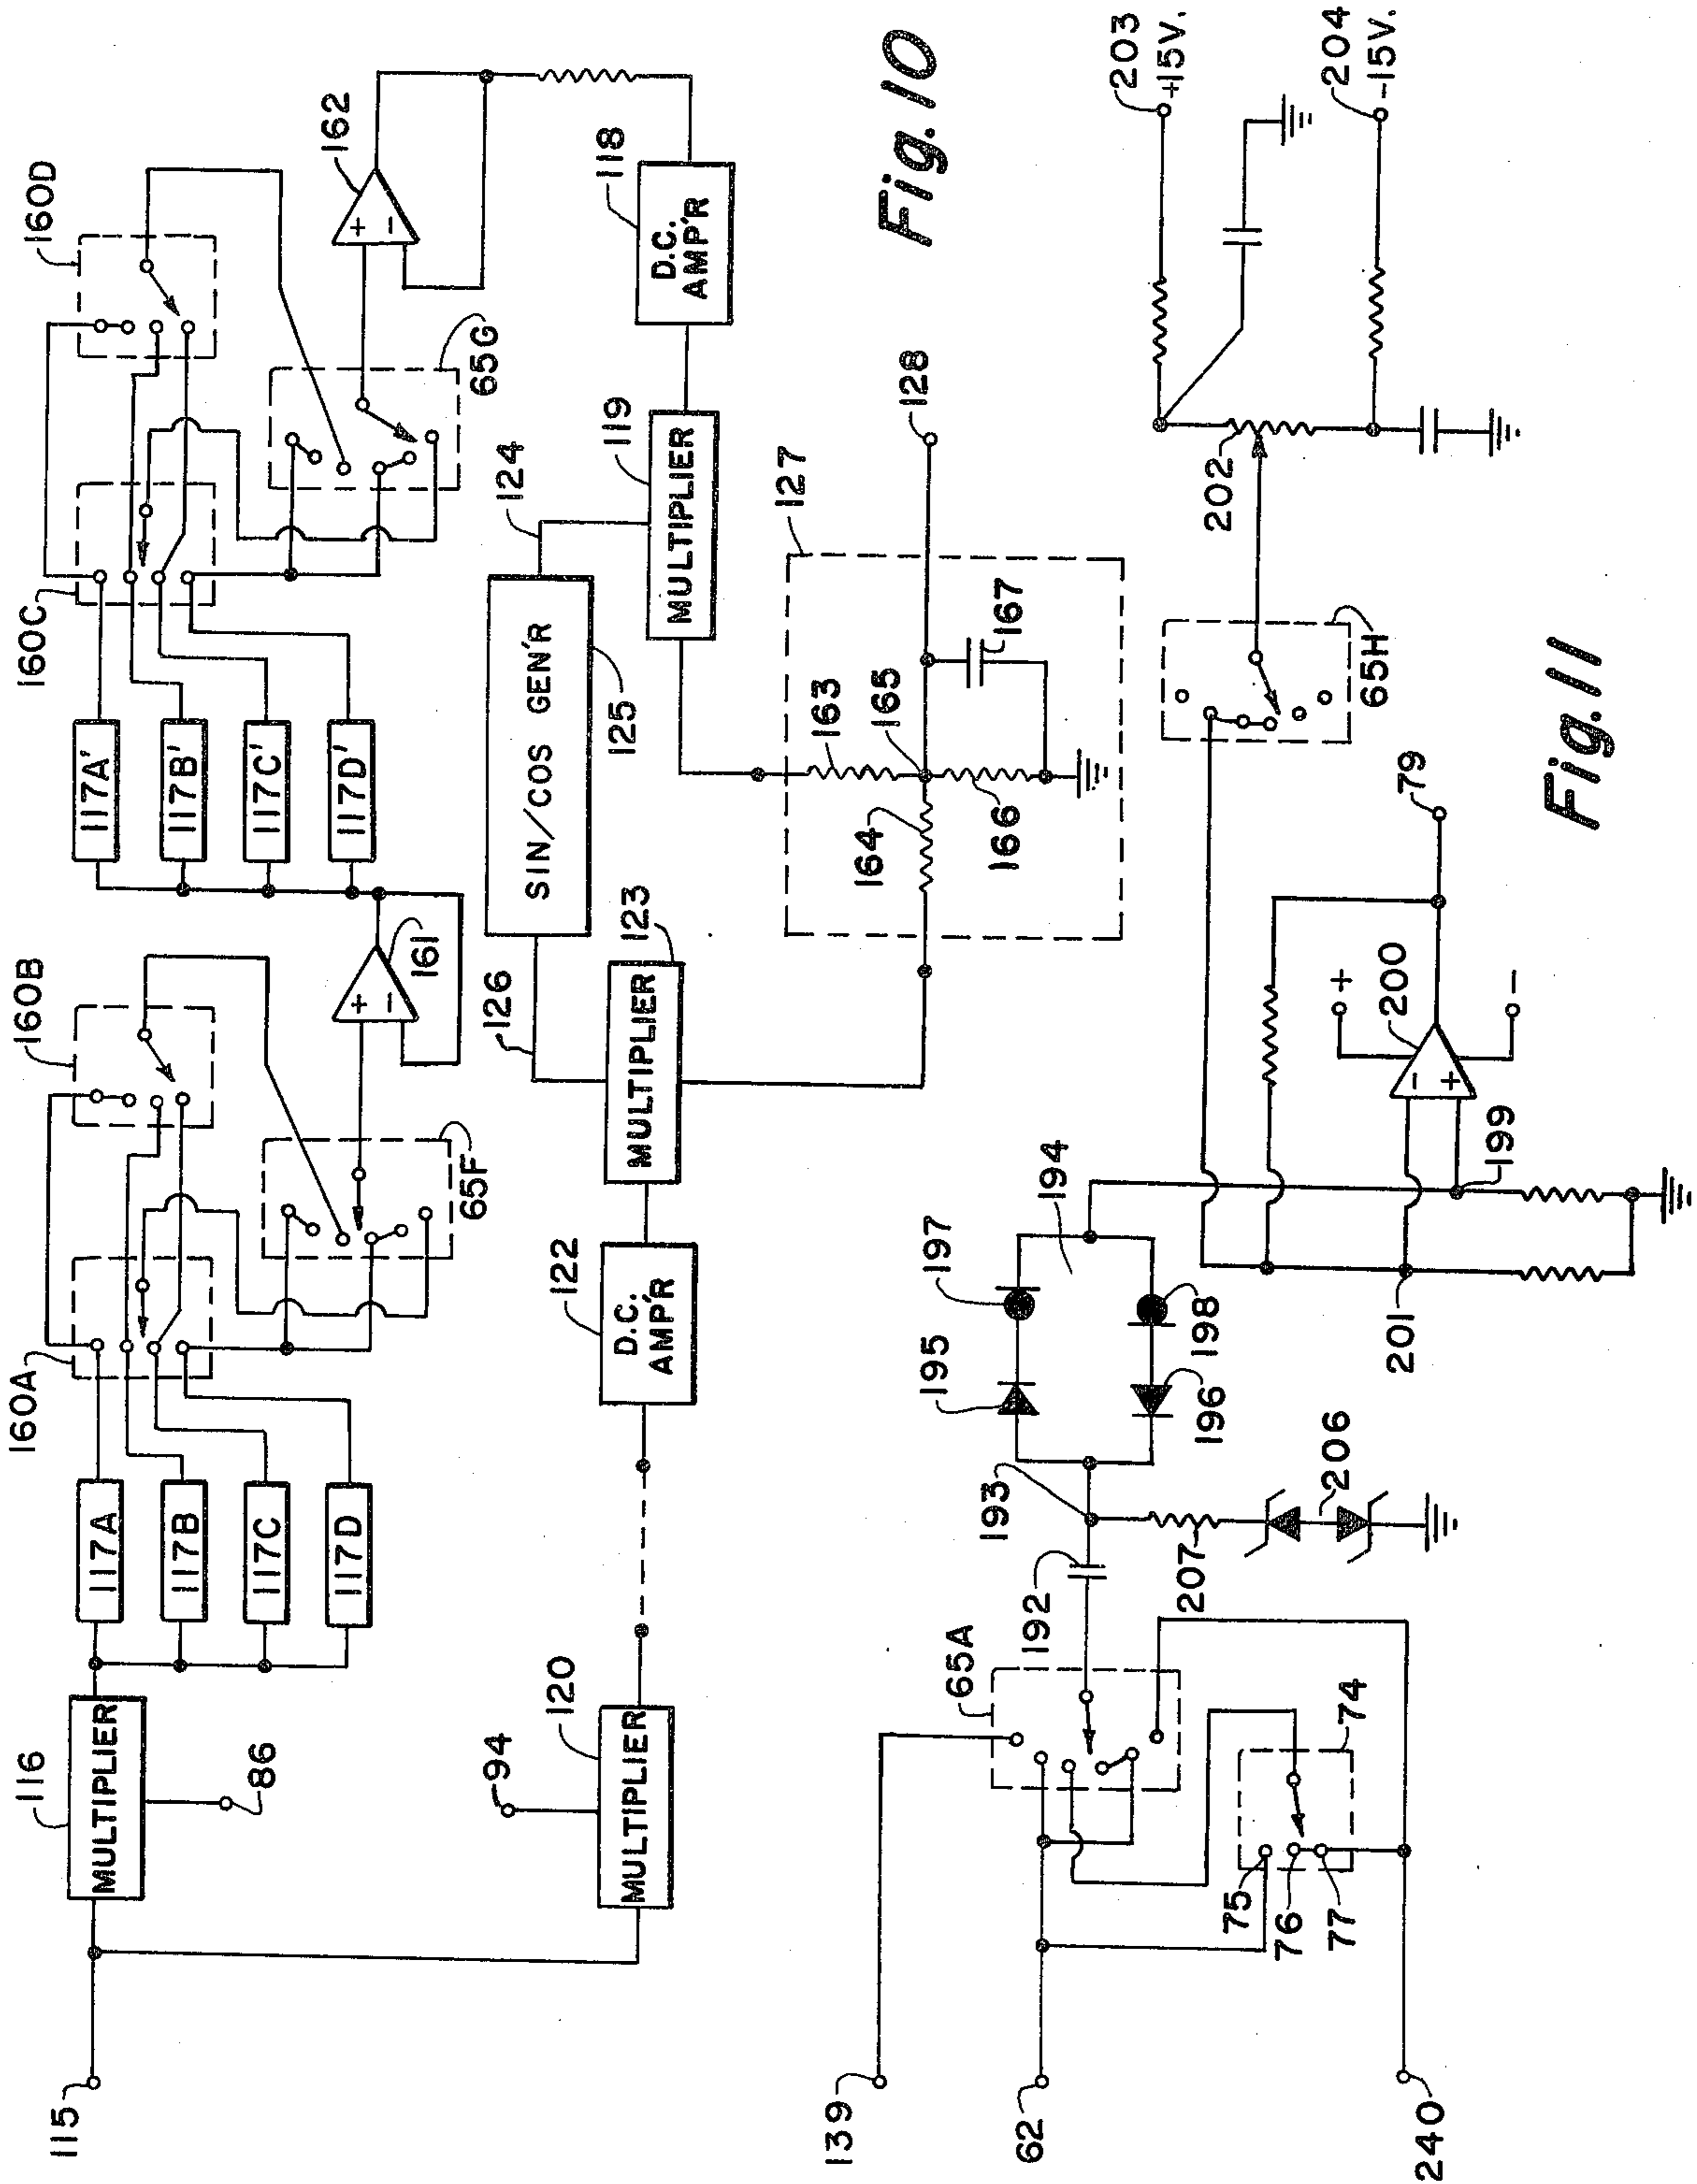 115
116
MULTIPLIER
86
117A
117B
117C
117D
160A
160B
65F
161
117A'
117B'
117C'
117D'
160C
160D
65G
162
94
120
MULTIPLIER
122
D.C. AMP'R
123
MULTIPLIER
126
SIN/COS GEN'R
125
124
119
MULTIPLIER
118
D.C. AMP'R
127
163
164
165
166
167
128
Fig. 10
139
62
240
65A
74
75
76
77
192
193
207
206
194
195
197
196
198
201
199
200
-
+
+
-
79
65H
202
203
+15V.
204
-15V.
Fig. 11